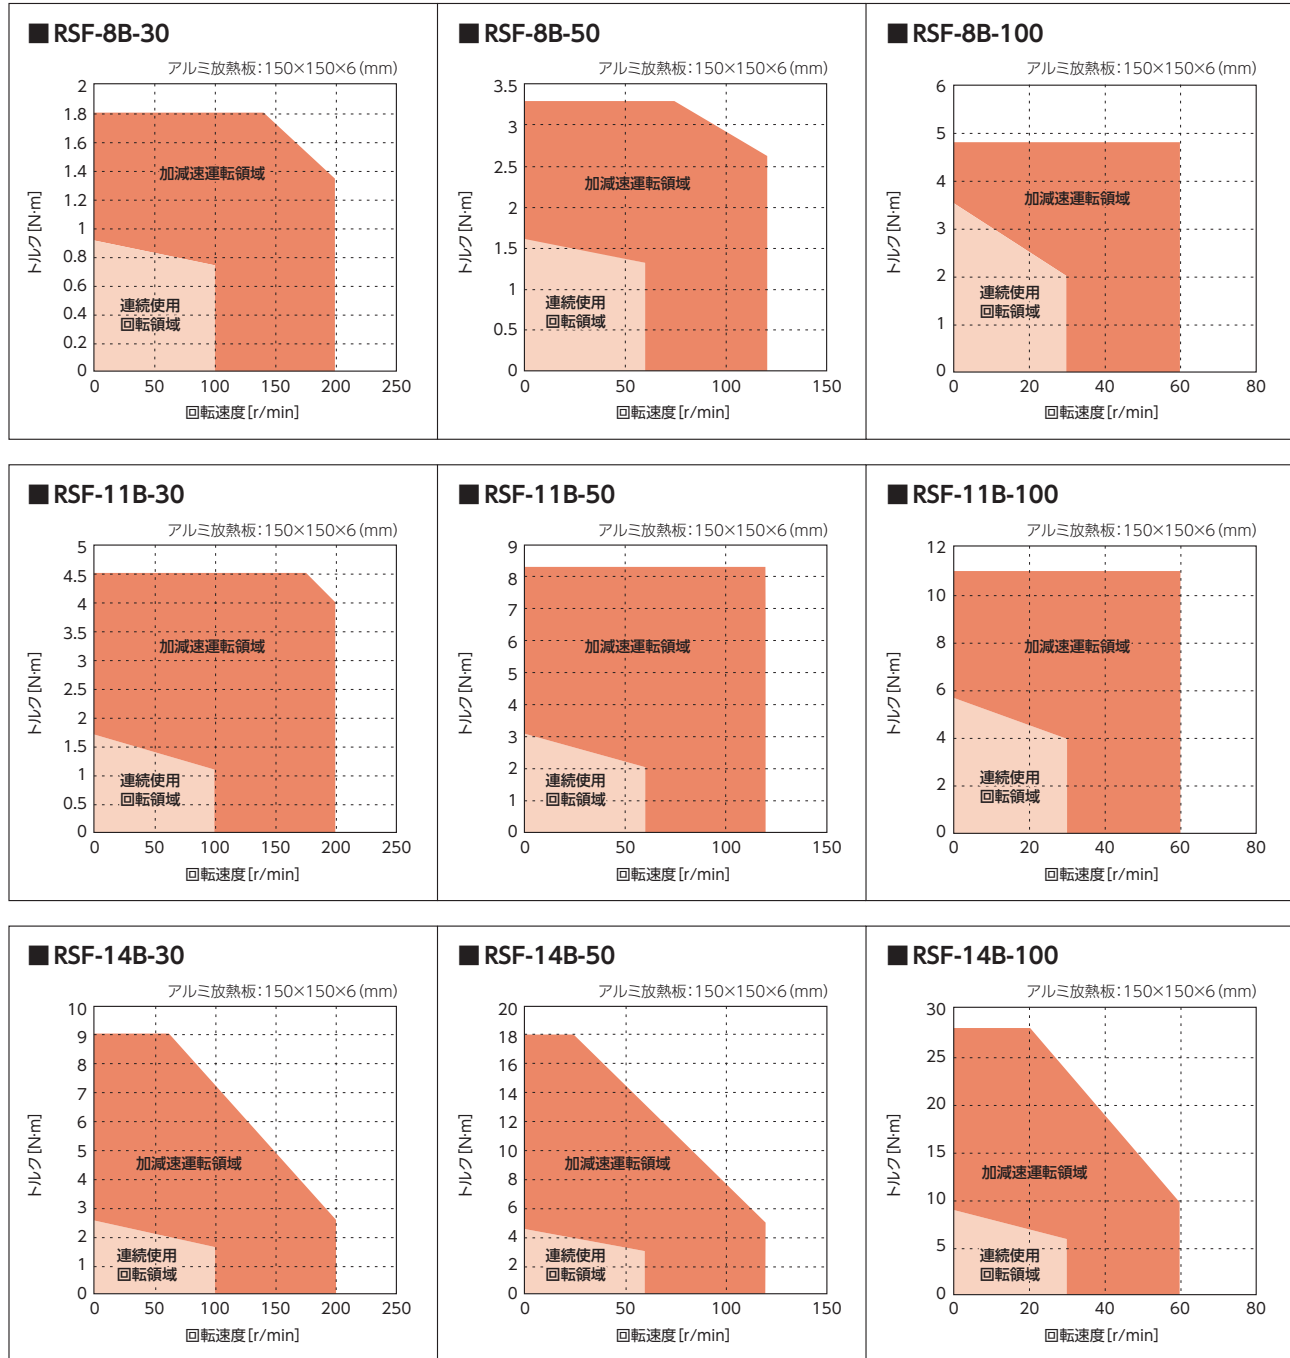 ■ RSF-8B-30
アルミ放熱板：150×150×6(mm)
トルク[N·m]
2
1.8
1.6
1.4
1.2
1
0.8
0.6
0.4
0.2
0
加減速運転領域
連続使用
回転領域
0 50 100 150 200 250
回転速度[r/min]
■ RSF-8B-50
アルミ放熱板：150×150×6(mm)
トルク[N·m]
3.5
3
2.5
2
1.5
1
0.5
0
加減速運転領域
連続使用
回転領域
0 50 100 150
回転速度[r/min]
■ RSF-8B-100
アルミ放熱板：150×150×6(mm)
トルク[N·m]
6
5
4
3
2
1
0
加減速運転領域
連続使用
回転領域
0 20 40 60 80
回転速度[r/min]
■ RSF-11B-30
アルミ放熱板：150×150×6(mm)
トルク[N·m]
5
4.5
4
3.5
3
2.5
2
1.5
1
0.5
0
加減速運転領域
連続使用
回転領域
0 50 100 150 200 250
回転速度[r/min]
■ RSF-11B-50
アルミ放熱板：150×150×6(mm)
トルク[N·m]
9
8
7
6
5
4
3
2
1
0
加減速運転領域
連続使用
回転領域
0 50 100 150
回転速度[r/min]
■ RSF-11B-100
アルミ放熱板：150×150×6(mm)
トルク[N·m]
12
10
8
6
4
2
0
加減速運転領域
連続使用
回転領域
0 20 40 60 80
回転速度[r/min]
■ RSF-14B-30
アルミ放熱板：150×150×6(mm)
トルク[N·m]
10
9
8
7
6
5
4
3
2
1
0
加減速運転領域
連続使用
回転領域
0 50 100 150 200 250
回転速度[r/min]
■ RSF-14B-50
アルミ放熱板：150×150×6(mm)
トルク[N·m]
20
18
16
14
12
10
8
6
4
2
0
加減速運転領域
連続使用
回転領域
0 50 100 150
回転速度[r/min]
■ RSF-14B-100
アルミ放熱板：150×150×6(mm)
トルク[N·m]
30
25
20
15
10
5
0
加減速運転領域
連続使用
回転領域
0 20 40 60 80
回転速度[r/min]